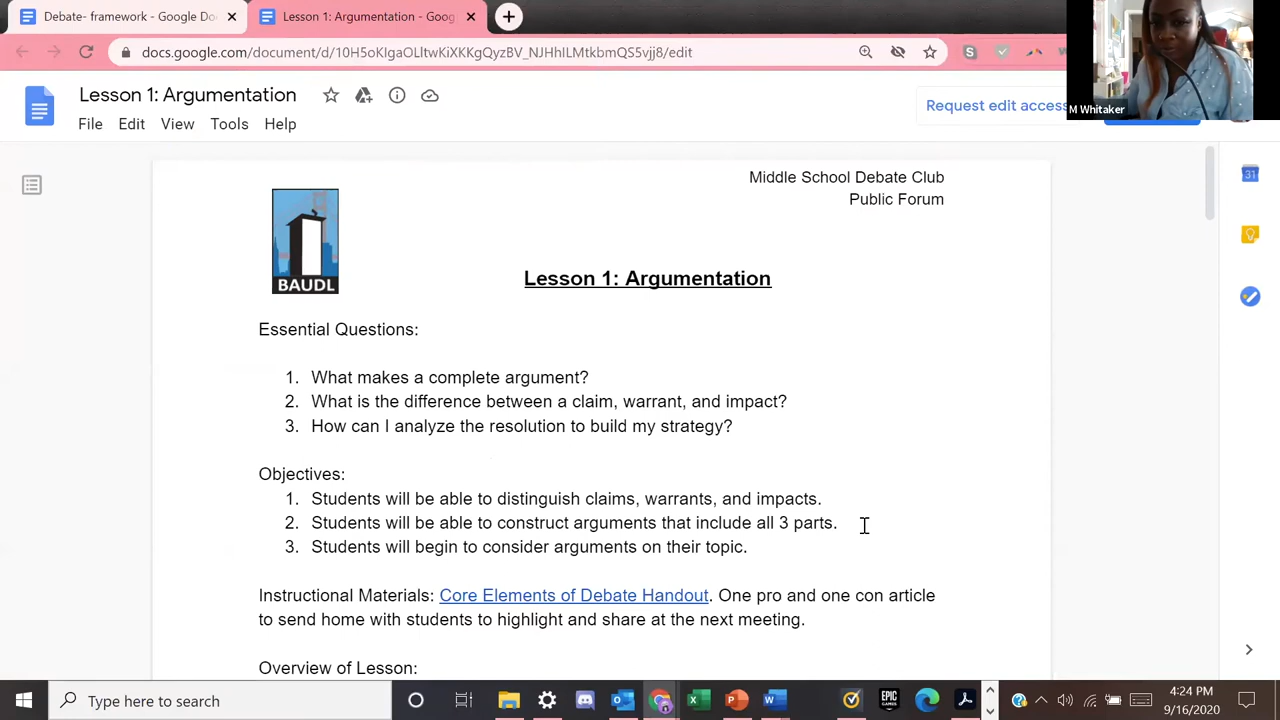 Debate- framework - Google Do
Lesson 1: Argumentation - Goog
docs.google.com/document/d/10H5oKIgaOLItwKiXKKgQyzBV_NJHhILMtkbmQS5vjj8/edit
S
M Whitaker
Lesson 1: Argumentation
Request edit access
File Edit View Tools Help
31
Middle School Debate Club
Public Forum
BAUDL
Lesson 1: Argumentation
Essential Questions:
1. What makes a complete argument?
2. What is the difference between a claim, warrant, and impact?
3. How can I analyze the resolution to build my strategy?
Objectives:
1. Students will be able to distinguish claims, warrants, and impacts.
2. Students will be able to construct arguments that include all 3 parts.
3. Students will begin to consider arguments on their topic.
Instructional Materials: Core Elements of Debate Handout. One pro and one con article
to send home with students to highlight and share at the next meeting.
Overview of Lesson:
Type here to search
EPIC GAMES
4:24 PM
9/16/2020